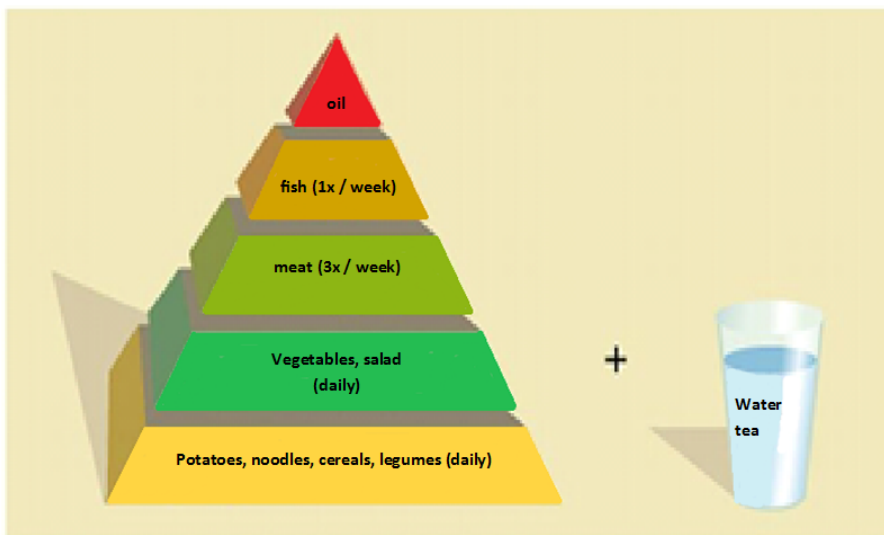 oil
fish (1x / week)
meat (3x / week)
Vegetables, salad
(daily)
Potatoes, noodles, cereals, legumes (daily)
+
Water
tea